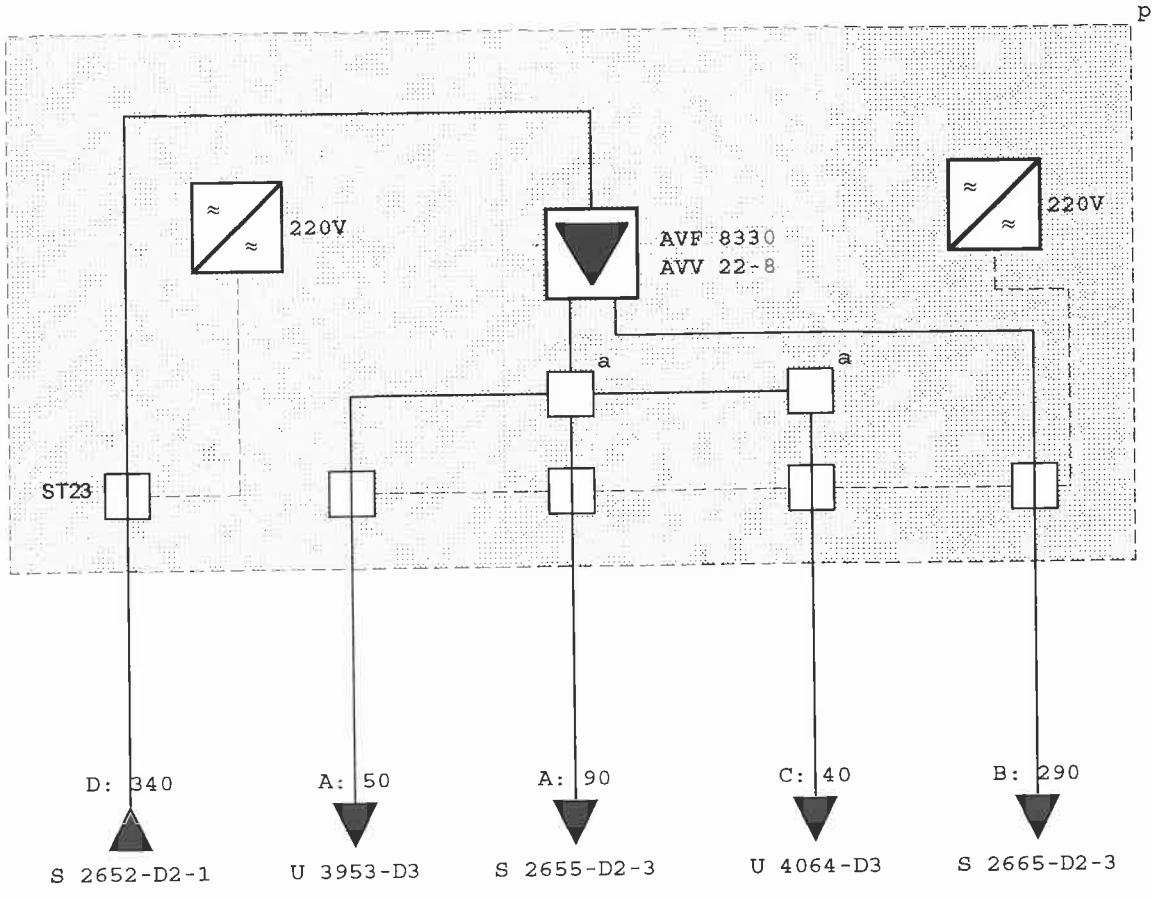 p
220V
220V
AVF 8330
AVV 22-8
a
a
ST23
D: 340
A: 50
A: 90
C: 40
B: 290
S 2652-D2-1
U 3953-D3
S 2655-D2-3
U 4064-D3
S 2665-D2-3